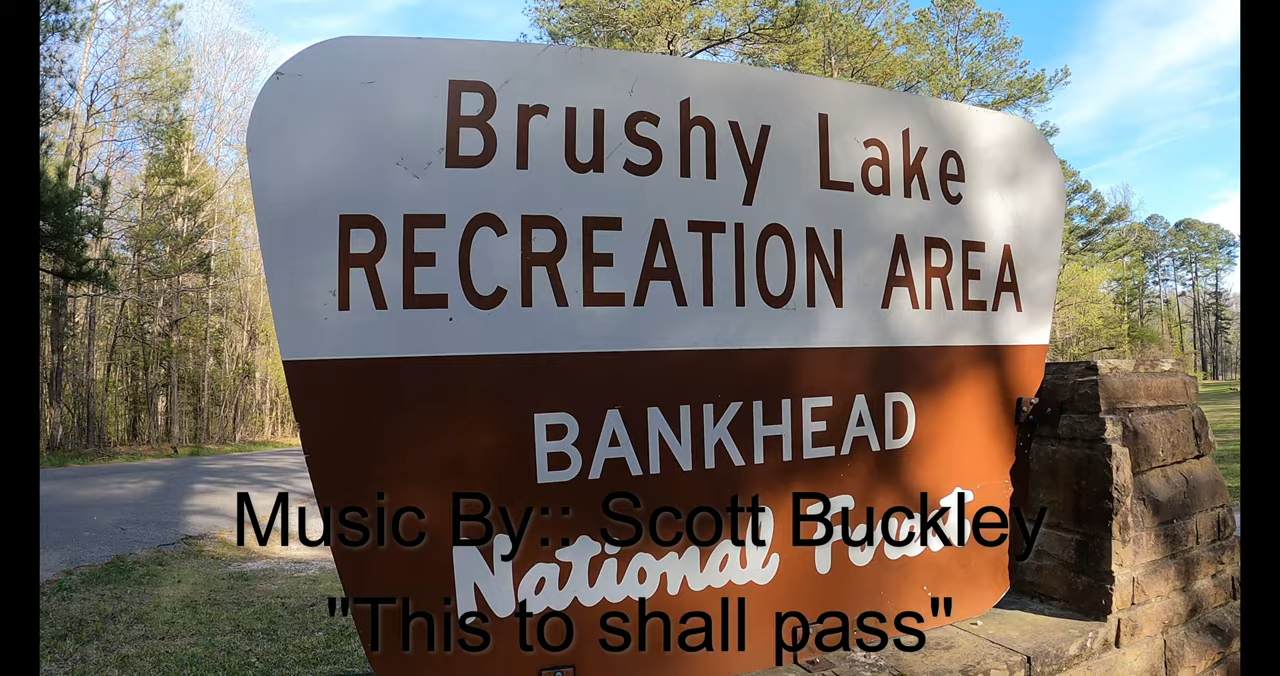 Brushy Lake
RECREATION AREA
BANKHEAD
National Forest
Music By:: Scott Buckley
"This to shall pass"